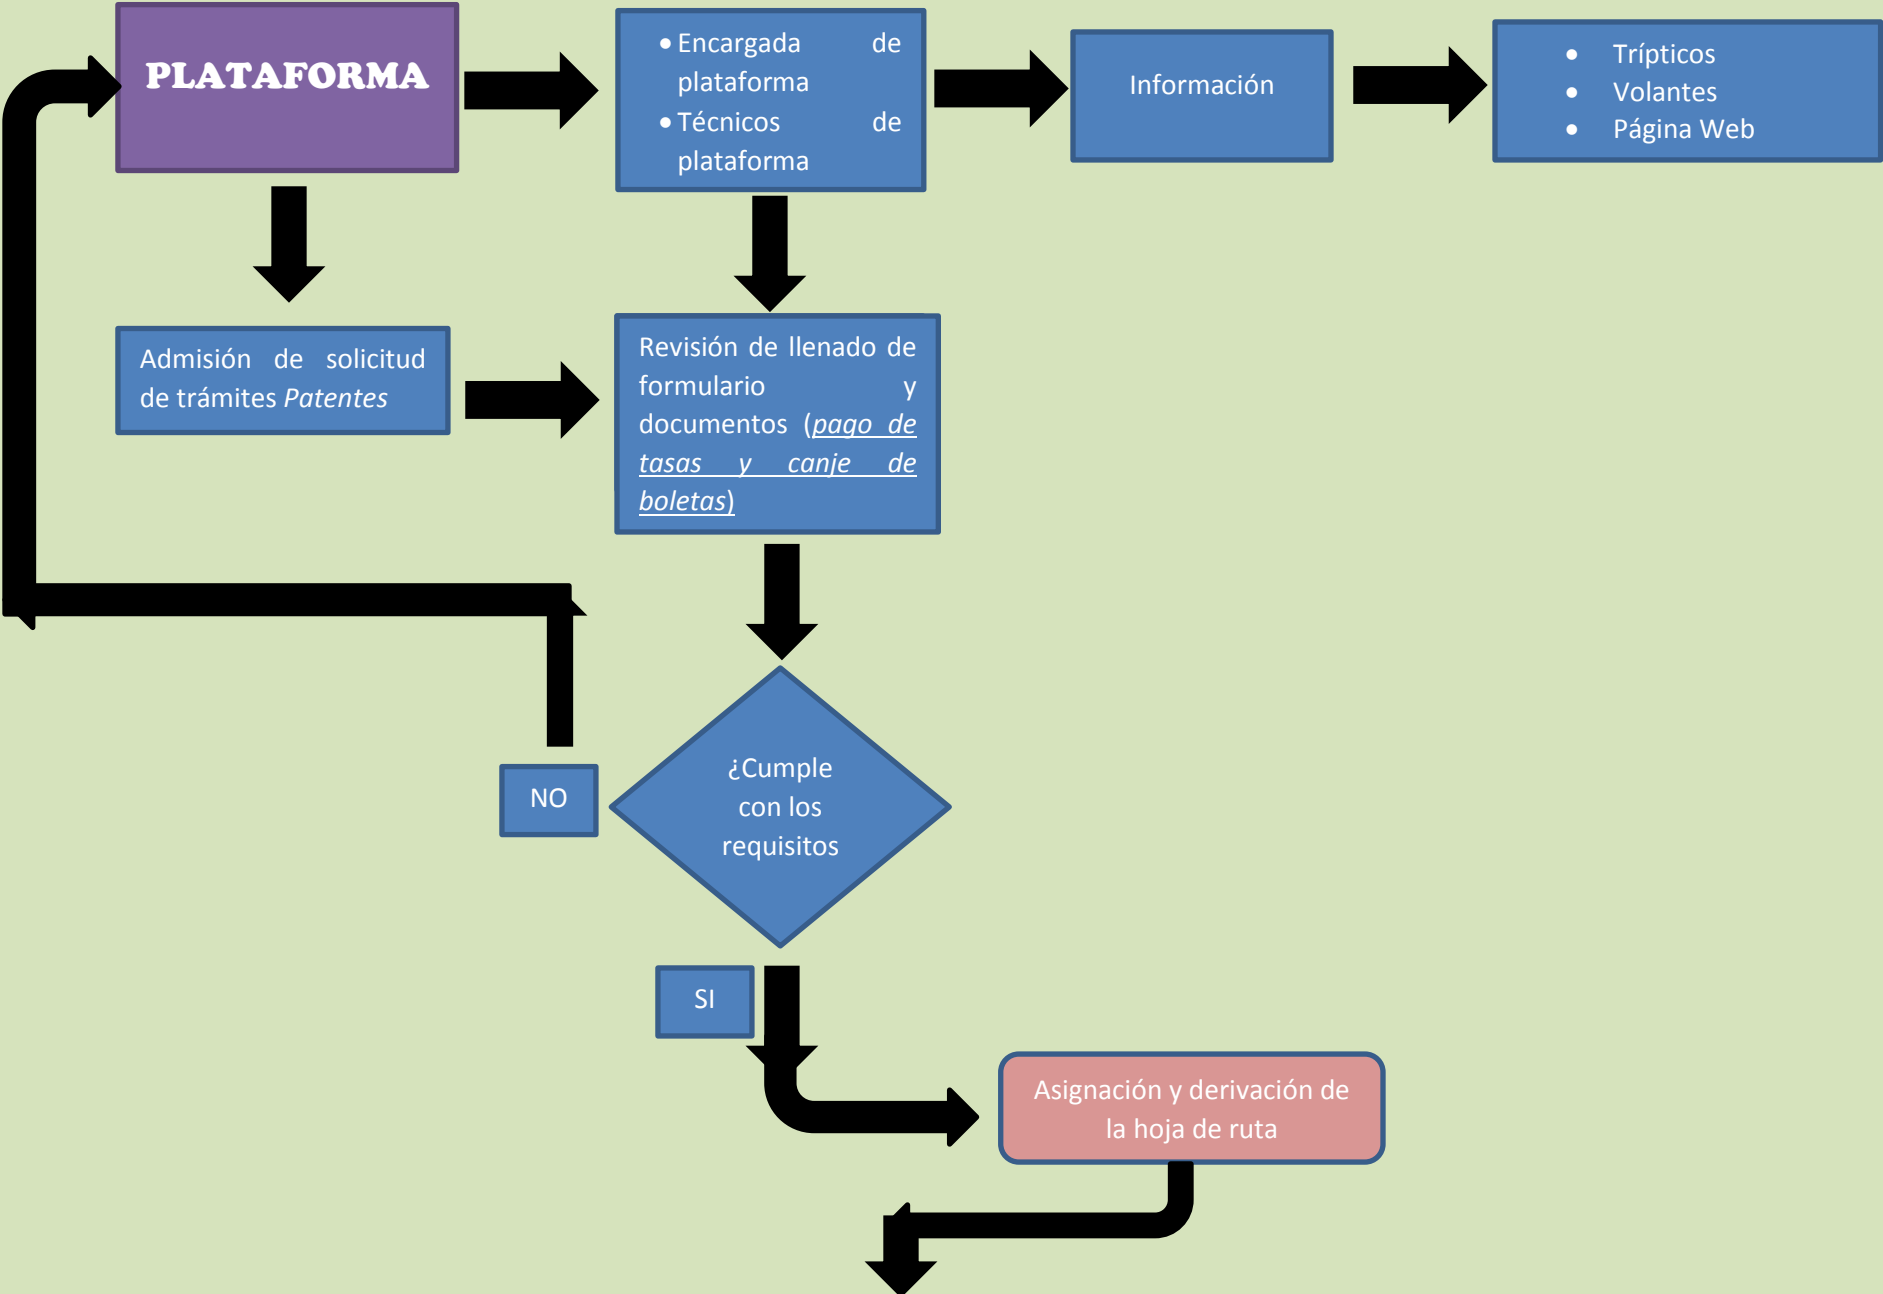 PLATAFORMA
• Encargada de
plataforma
• Técnicos de
plataforma
Información
• Trípticos
• Volantes
• Página Web
Admisión de solicitud
de trámites Patentes
Revisión de llenado de
formulario y
documentos (pago de
tasas y canje de
boletas)
¿Cumple
con los
requisitos
NO
SI
Asignación y derivación de
la hoja de ruta